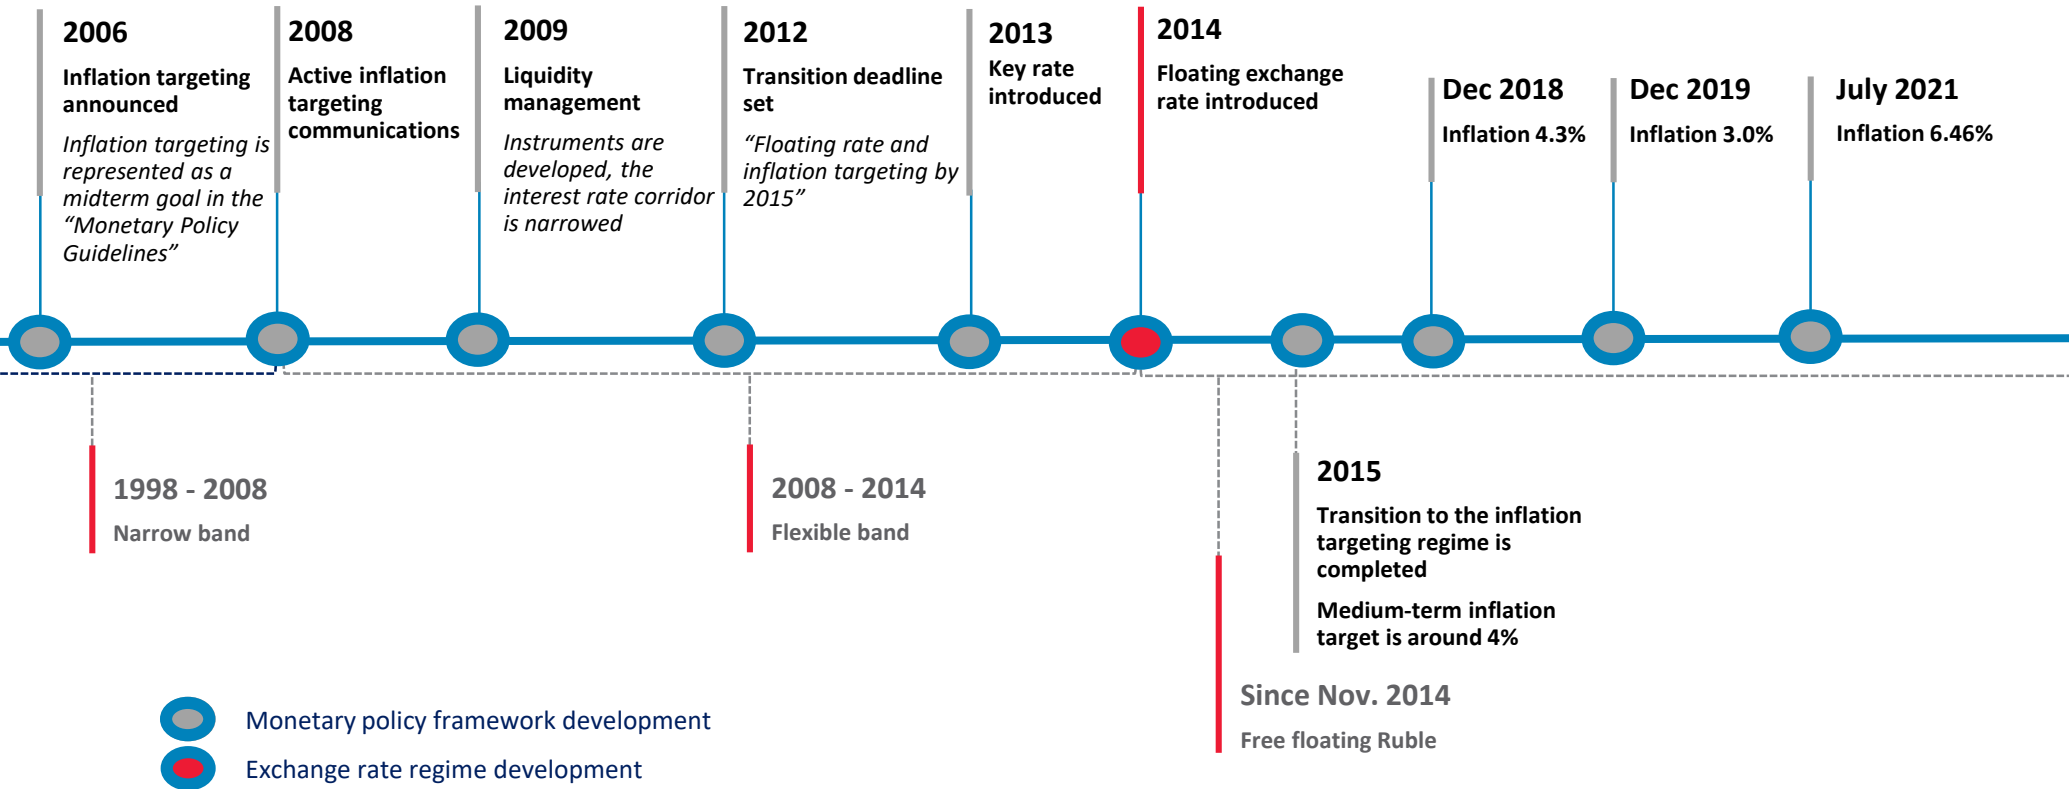 2006
Inflation targeting
announced
Inflation targeting is
represented as a
midterm goal in the
“Monetary Policy
Guidelines”
2008
Active inflation
targeting
communications
2009
Liquidity
management
Instruments are
developed, the
interest rate corridor
is narrowed
2012
Transition deadline
set
“Floating rate and
inflation targeting by
2015”
2013
Key rate
introduced
2014
Floating exchange
rate introduced
Dec 2018
Inflation 4.3%
Dec 2019
Inflation 3.0%
July 2021
Inflation 6.46%
1998 - 2008
Narrow band
2008 - 2014
Flexible band
2015
Transition to the inflation
targeting regime is
completed
Medium-term inflation
target is around 4%
Since Nov. 2014
Free floating Ruble
Monetary policy framework development
Exchange rate regime development